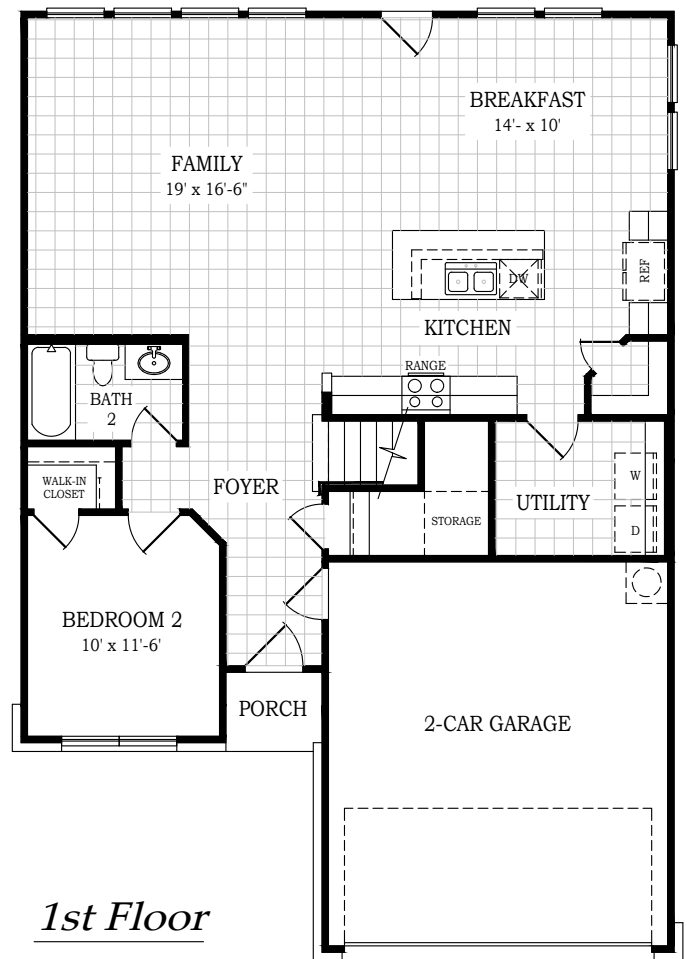 BREAKFAST
14'- x 10'
FAMILY
19' x 16'-6"
REF
DW
KITCHEN
RANGE
BATH
2
WALK-IN
CLOSET
FOYER
W
UTILITY
STORAGE
D
BEDROOM 2
10' x 11'-6'
PORCH
2-CAR GARAGE
1st Floor